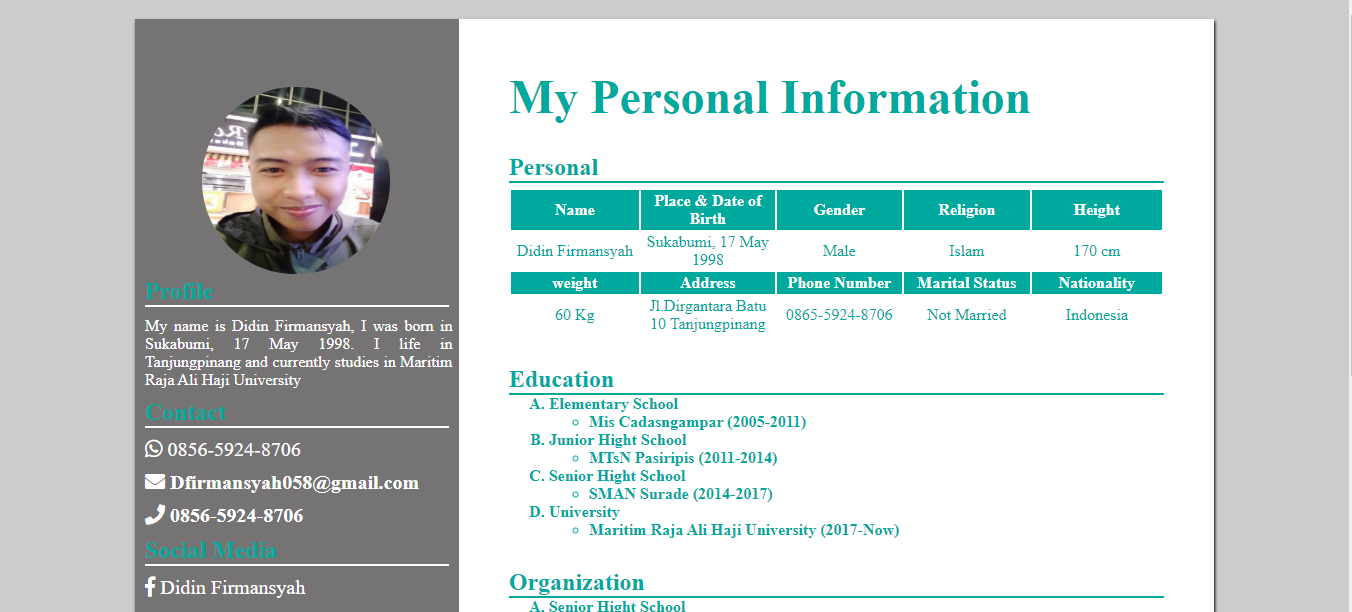 Profile
My name is Didin Firmansyah, I was born in
Sukabumi, 17 May 1998. I life in
Tanjungpinang and currently studies in Maritim
Raja Ali Haji University
Contact
0856-5924-8706
Dfirmansyah058@gmail.com
0856-5924-8706
Social Media
Didin Firmansyah
My Personal Information
Personal
Name Place & Date of Birth Gender Religion Height
Didin Firmansyah Sukabumi, 17 May 1998 Male Islam 170 cm
weight Address Phone Number Marital Status Nationality
60 Kg Jl.Dirgantara Batu 10 Tanjungpinang 0865-5924-8706 Not Married Indonesia
Education
A. Elementary School
Mis Cadasngampar (2005-2011)
B. Junior Hight School
MTsN Pasiripis (2011-2014)
C. Senior Hight School
SMAN Surade (2014-2017)
D. University
Maritim Raja Ali Haji University (2017-Now)
Organization
A. Senior Hight School